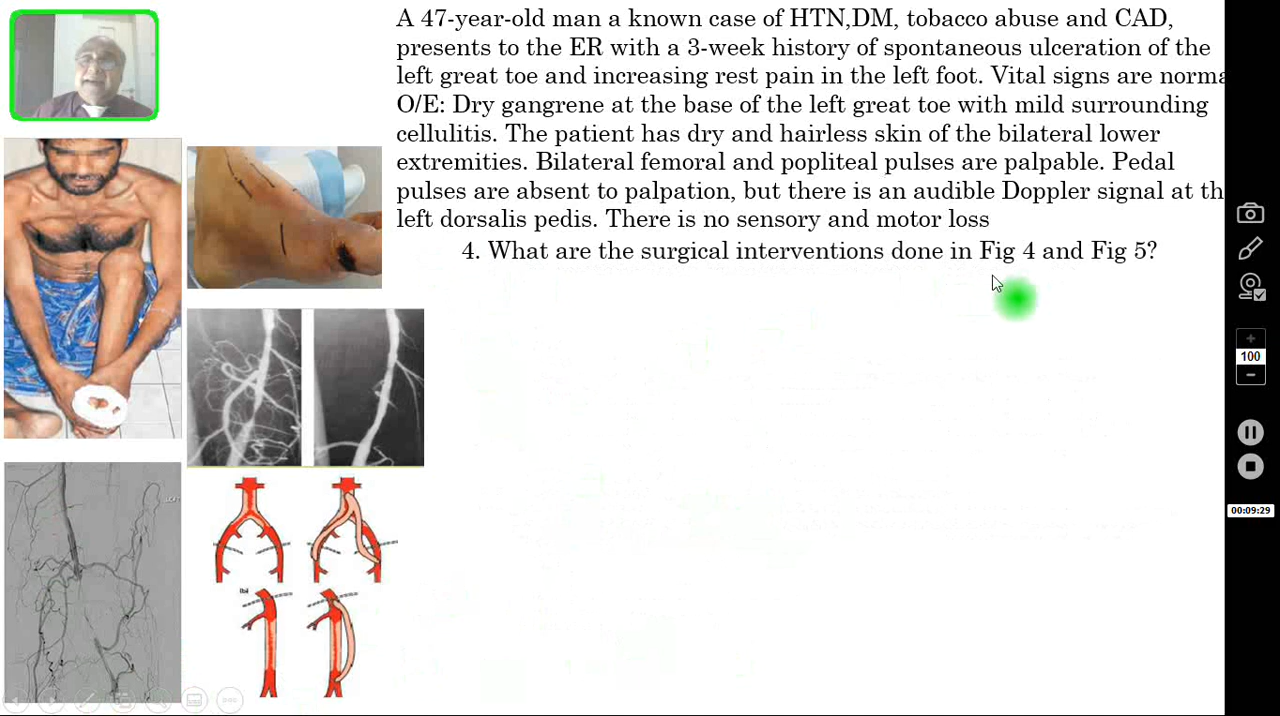 A 47-year-old man a known case of HTN,DM, tobacco abuse and CAD,
presents to the ER with a 3-week history of spontaneous ulceration of the
left great toe and increasing rest pain in the left foot. Vital signs are norma
O/E: Dry gangrene at the base of the left great toe with mild surrounding
cellulitis. The patient has dry and hairless skin of the bilateral lower
extremities. Bilateral femoral and popliteal pulses are palpable. Pedal
pulses are absent to palpation, but there is an audible Doppler signal at th
left dorsalis pedis. There is no sensory and motor loss
4. What are the surgical interventions done in Fig 4 and Fig 5?
100
00:09:29